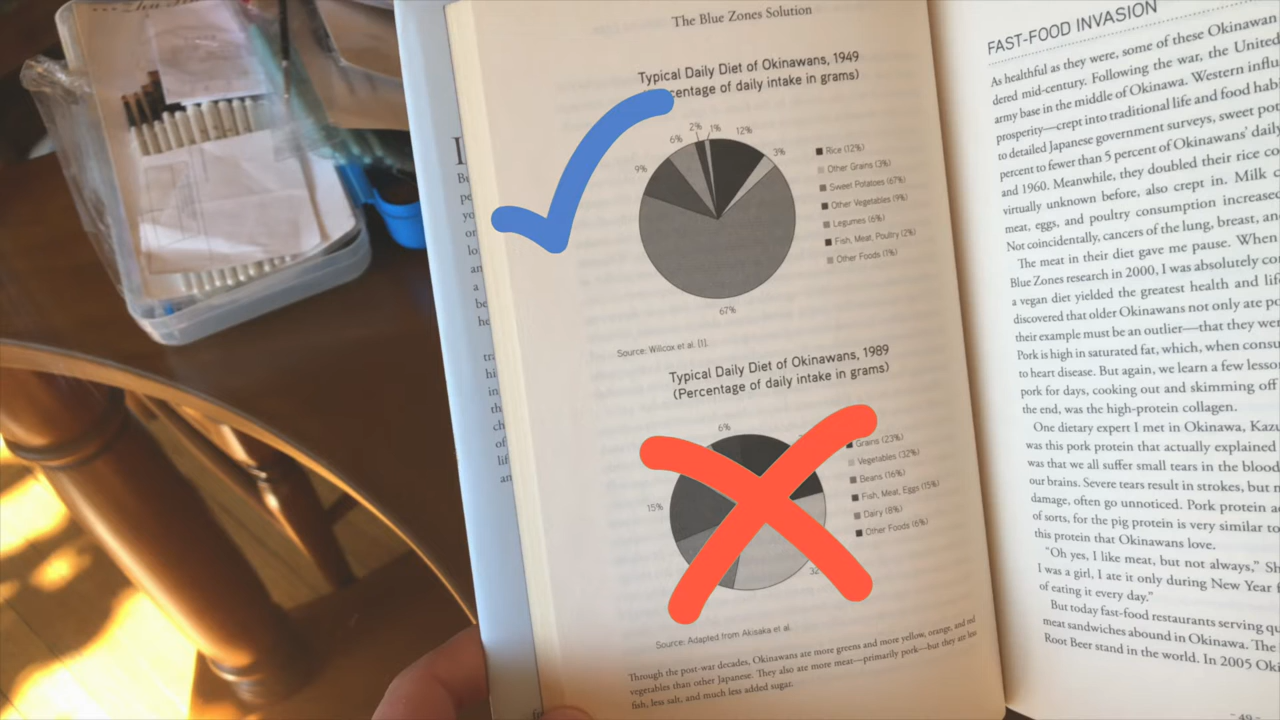 The Blue Zones Solution
Typical Daily Diet of Okinawans, 1949
centage of daily intake in grams)
2%
1%
12%
6%
3%
9%
67%
Rice (12%)
Other Grains (3%)
Sweet Potatoes (67%)
Other Vegetables (9%)
Legumes (6%)
Fish, Meat, Poultry (2%)
Other Foods (1%)
Source: Willcox et al. [1].
Typical Daily Diet of Okinawans, 1989
(Percentage of daily intake in grams)
6%
15%
32
Grains (23%)
Vegetables (32%)
Beans (16%)
Fish, Meat, Eggs (15%)
Dairy (8%)
Other Foods (6%)
Source: Adapted from Akisaka et al.
Through the post-war decades, Okinawans ate more greens and more yellow, orange, and red
vegetables than other Japanese. They also ate more meat—primarily pork—but they ate less
fish, less salt, and much less added sugar.
FAST-FOOD INVASION
As healthful as they were, some of these Okinawan
dered mid-century. Following the war, the United
army base in the middle of Okinawa. Western influ
prosperity—crept into traditional life and food hab
to detailed Japanese government surveys, sweet pot
percent to fewer than 5 percent of Okinawans' daily
and 1960. Meanwhile, they doubled their rice co
virtually unknown before, also crept in. Milk c
meat, eggs, and poultry consumption increased
Not coincidentally, cancers of the lung, breast, an
The meat in their diet gave me pause. When
Blue Zones research in 2000, I was absolutely co
a vegan diet yielded the greatest health and lif
discovered that older Okinawans not only ate po
their example must be an outlier—that they wer
Pork is high in saturated fat, which, when consu
to heart disease. But again, we learn a few lesso
pork for days, cooking out and skimming off
the end, was the high-protein collagen.
One dietary expert I met in Okinawa, Kazu
was this pork protein that actually explained
was that we all suffer small tears in the blood
our brains. Severe tears result in strokes, but m
damage, often go unnoticed. Pork protein a
of sorts, for the pig protein is very similar to
this protein that Okinawans love.
"Oh yes, I like meat, but not always," Sh
I was a girl, I ate it only during New Year
of eating it every day."
But today fast-food restaurants serving qu
meat sandwiches abound in Okinawa. The
Root Beer stand in the world. In 2005 Oki
~ 49 ~